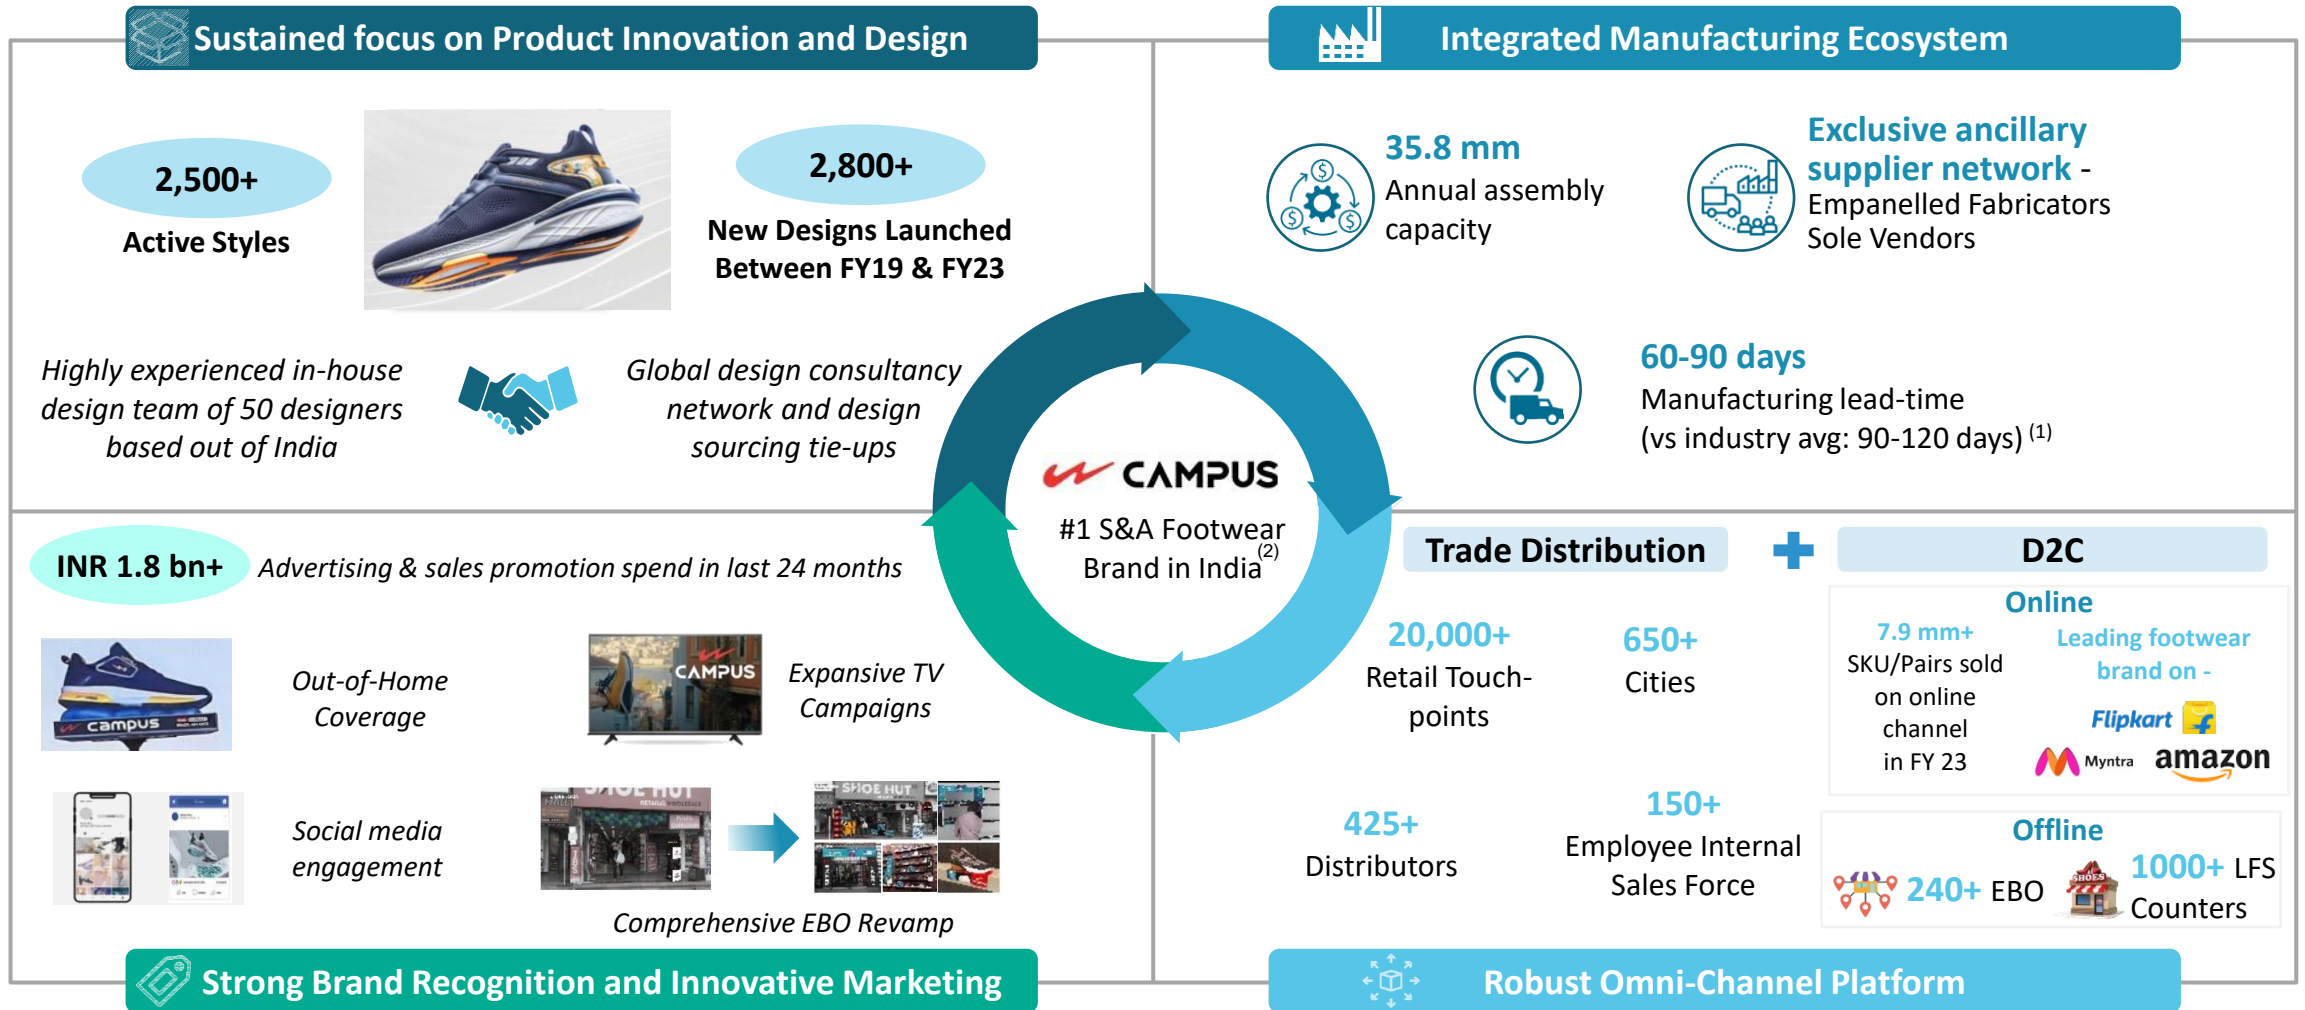 Sustained focus on Product Innovation and Design
2,500+
Active Styles
2,800+
New Designs Launched
Between FY19 & FY23
Highly experienced in-house
design team of 50 designers
based out of India
Global design consultancy
network and design
sourcing tie-ups
Integrated Manufacturing Ecosystem
35.8 mm
Annual assembly
capacity
Exclusive ancillary
supplier network -
Empanelled Fabricators
Sole Vendors
60-90 days
Manufacturing lead-time
(vs industry avg: 90-120 days) (1)
CAMPUS
#1 S&A Footwear
Brand in India (2)
INR 1.8 bn+
Advertising & sales promotion spend in last 24 months
campus
Out-of-Home
Coverage
CAMPUS
Expansive TV
Campaigns
Social media
engagement
SHOE HUT
SHOE HUT
Comprehensive EBO Revamp
Strong Brand Recognition and Innovative Marketing
Trade Distribution
D2C
20,000+
Retail Touch-
points
650+
Cities
425+
Distributors
150+
Employee Internal
Sales Force
Online
7.9 mm+
SKU/Pairs sold
on online
channel
in FY 23
Leading footwear
brand on -
Flipkart
Myntra
amazon
Offline
240+ EBO
SHOES
1000+ LFS
Counters
Robust Omni-Channel Platform